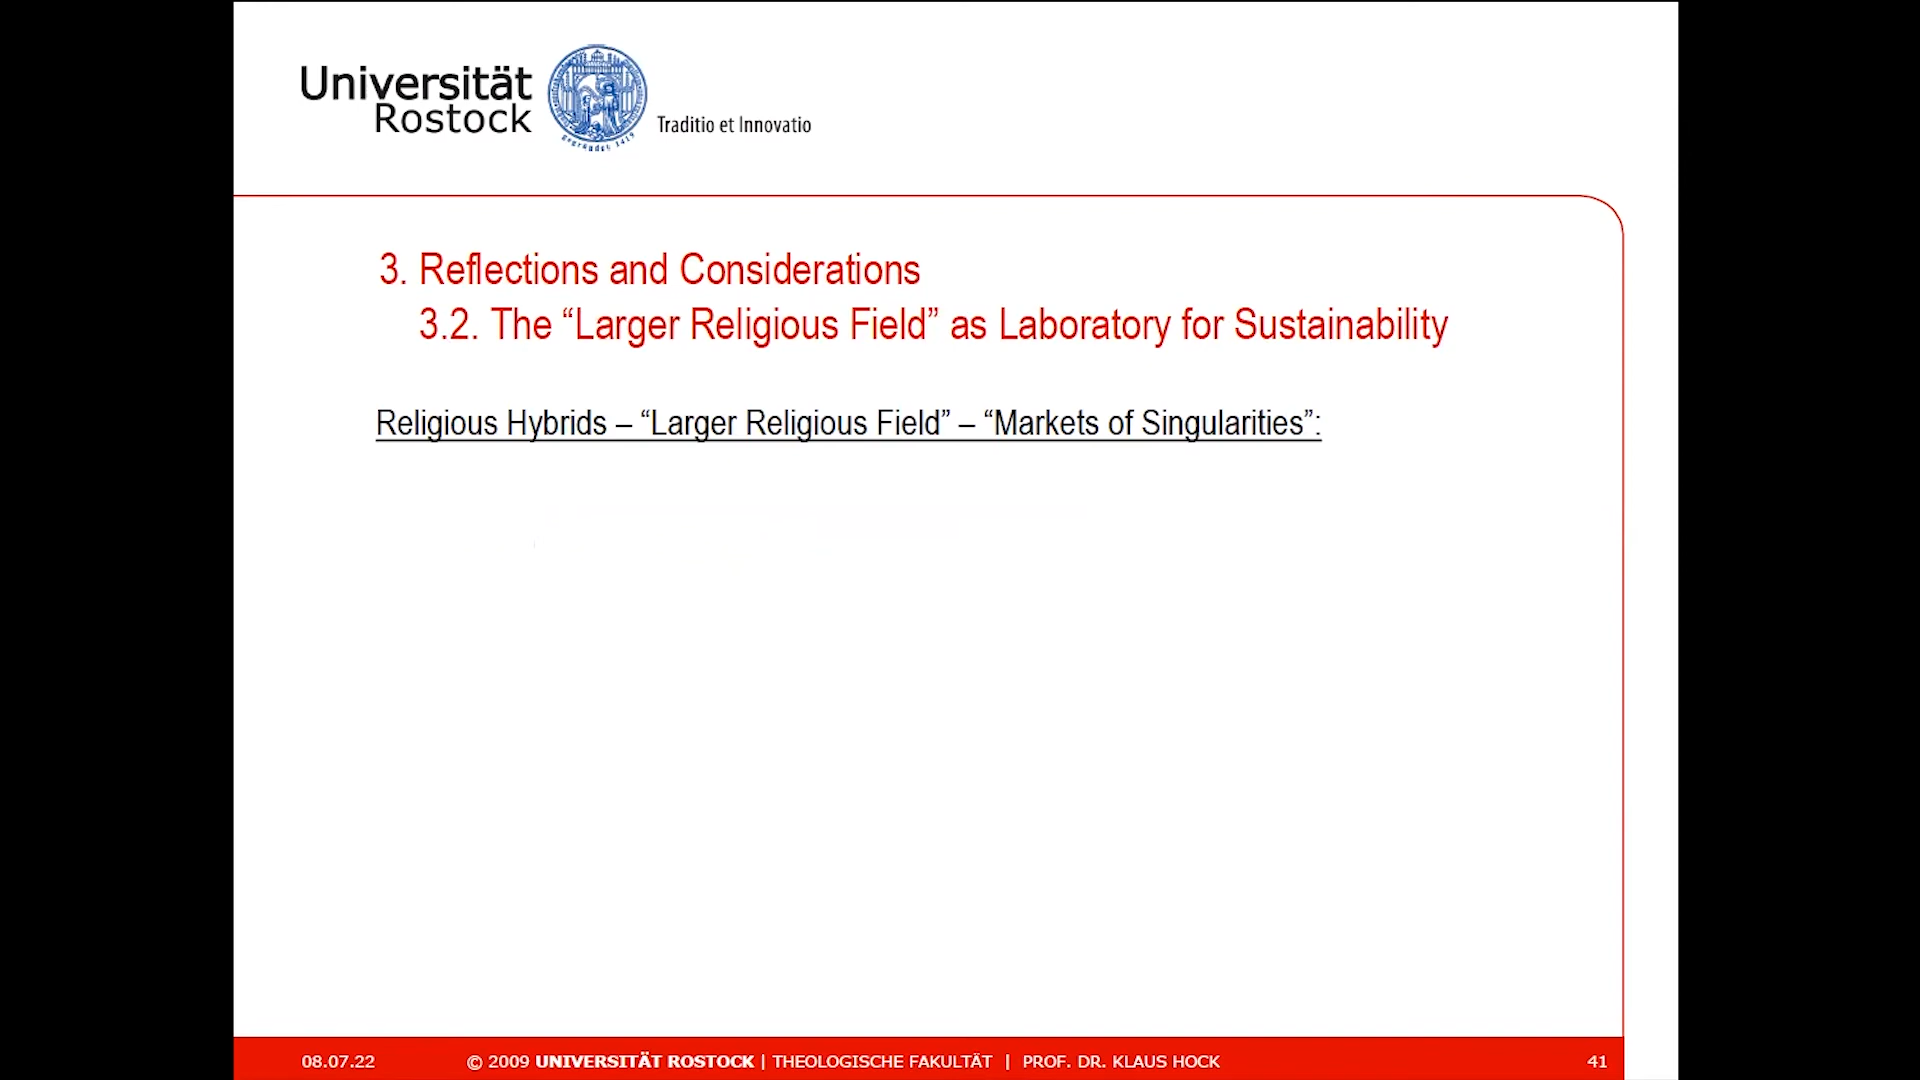 Universität
Rostock
gegründet 1419
Traditio et Innovatio
3. Reflections and Considerations
3.2. The “Larger Religious Field” as Laboratory for Sustainability
Religious Hybrids – “Larger Religious Field” – “Markets of Singularities”:
08.07.22 © 2009 UNIVERSITÄT ROSTOCK | THEOLOGISCHE FAKULTÄT | PROF. DR. KLAUS HOCK 41